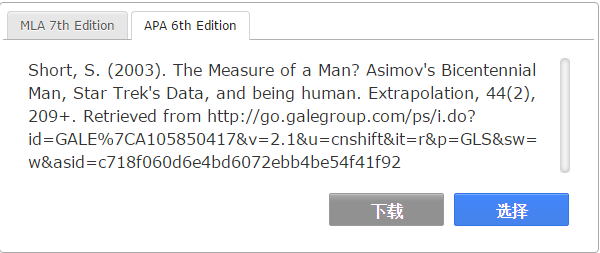 MLA 7th Edition
APA 6th Edition
Short, S. (2003). The Measure of a Man? Asimov's Bicentennial
Man, Star Trek's Data, and being human. Extrapolation, 44(2),
209+. Retrieved from http://go.galegroup.com/ps/i.do?
id=GALE%7CA105850417&v=2.1&u=cnshift&it=r&p=GLS&sw=
w&asid=c718f060d6e4bd6072ebb4be54f41f92
下载
选择